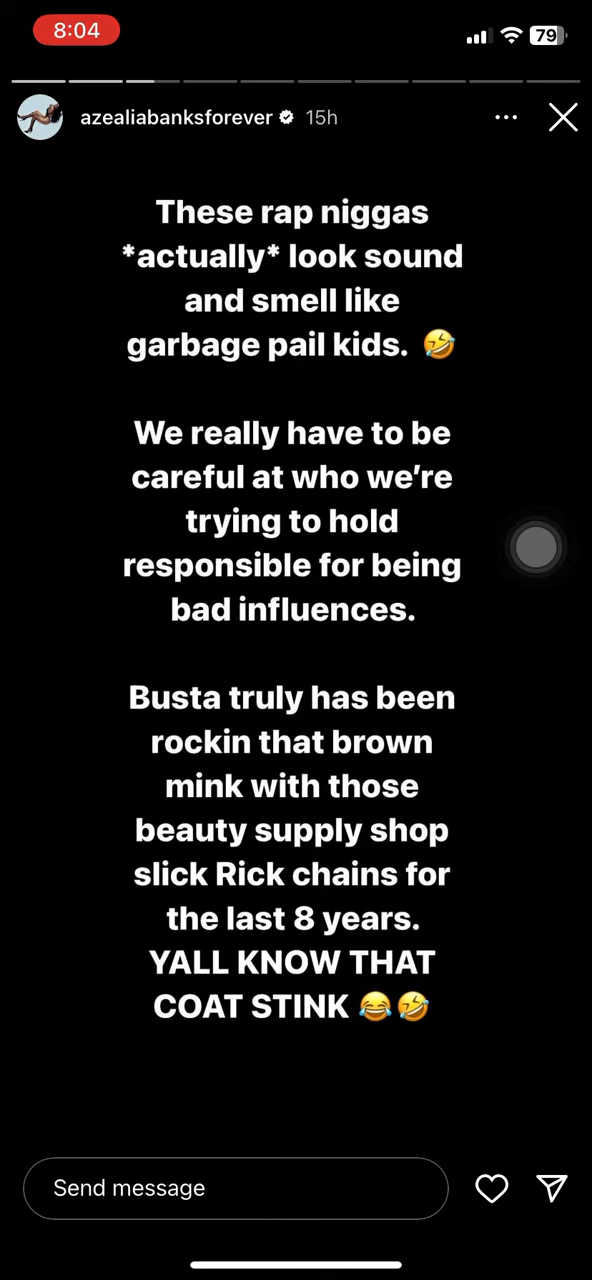 8:04
79
azealiabanksforever 15h
These rap niggas
*actually* look sound
and smell like
garbage pail kids. 🤣
We really have to be
careful at who we’re
trying to hold
responsible for being
bad influences.
Busta truly has been
rockin that brown
mink with those
beauty supply shop
slick Rick chains for
the last 8 years.
YALL KNOW THAT
COAT STINK 😂🤣
Send message